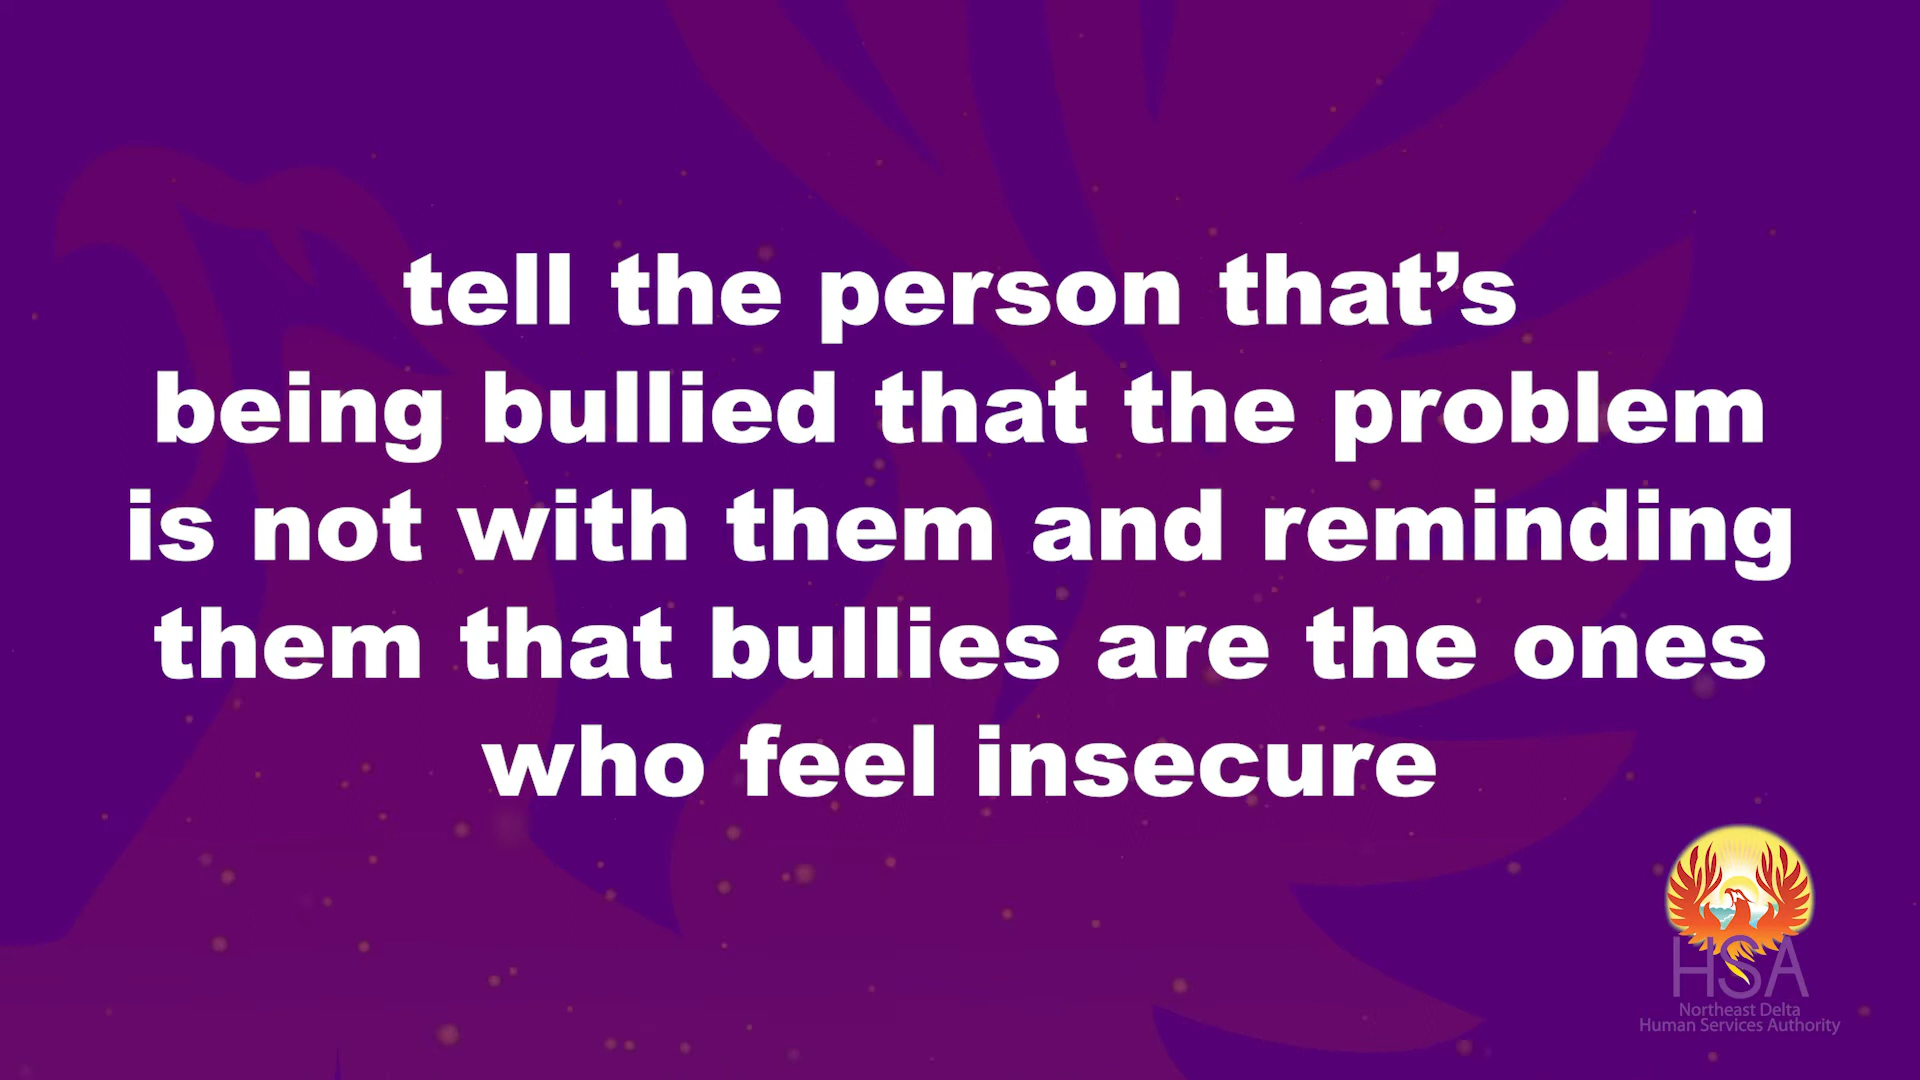 tell the person that’s
being bullied that the problem
is not with them and reminding
them that bullies are the ones
who feel insecure
HSA
Northeast Delta
Human Services Authority